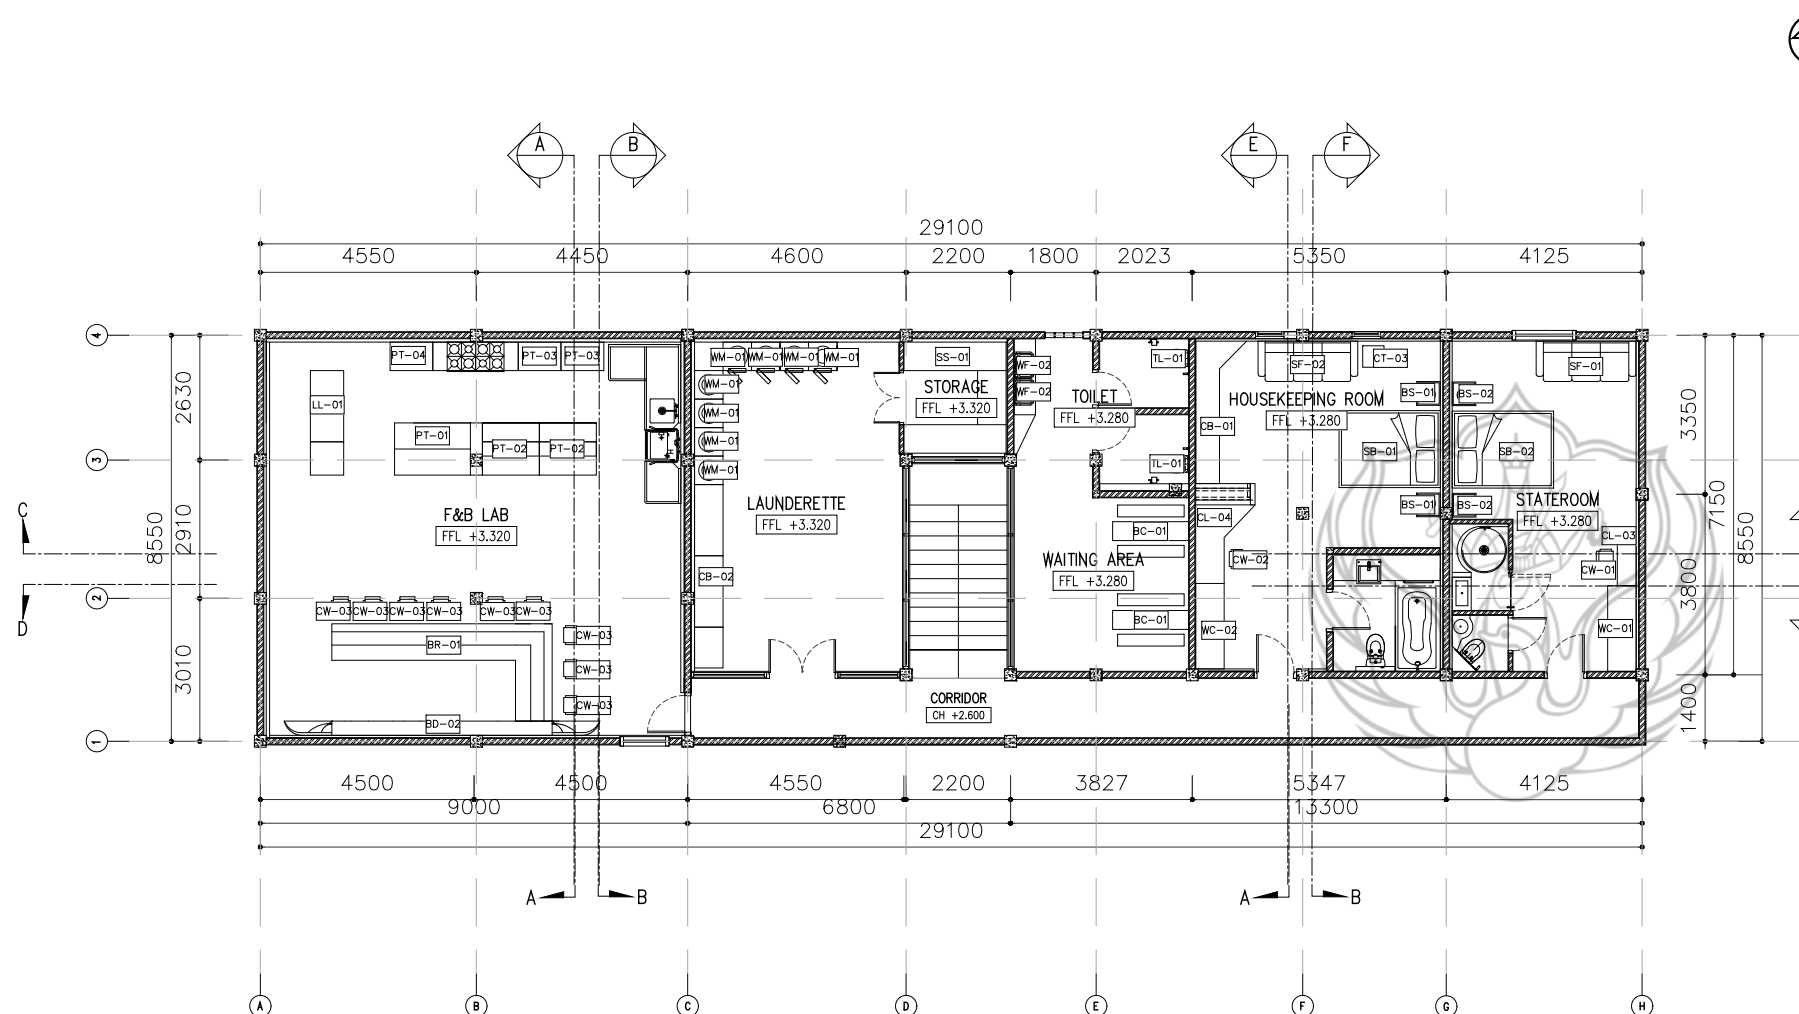 A B E F
29100
4550 4450 4600 2200 1800 2023 5350 4125
4
3
2
1
2630
2910
3010
8550
C
D
PT-04 PT-03 PT-03
LL-01
PT-01
PT-02 PT-02
F&B LAB
FFL +3.320
CW-03 CW-03 CW-03 CW-03 CW-03 CW-03
BR-01
CW-03
CW-03
CW-03
BD-02
WM-01 WM-01 WM-01 WM-01
WM-01
WM-01
WM-01
WM-01
LAUNDERETTE
FFL +3.320
CB-02
SS-01
STORAGE
FFL +3.320
WF-02
WF-02
TL-01
TOILET
FFL +3.280
TL-01
BC-01
WAITING AREA
FFL +3.280
BC-01
CORRIDOR
CH +2.600
SF-02 CT-03
HOUSEKEEPING ROOM
FFL +3.280
BS-01
CB-01
SB-01
BS-01
CL-04
CW-02
WC-02
SF-01
BS-02
SB-02
BS-02
STATEROOM
FFL +3.280
CL-03
CW-01
WC-01
3350
3800
1400
7150
8550
4500 4500 4550 2200 3827 5347 4125
9000 6800 13300
29100
A B A B
A B C D E F G H